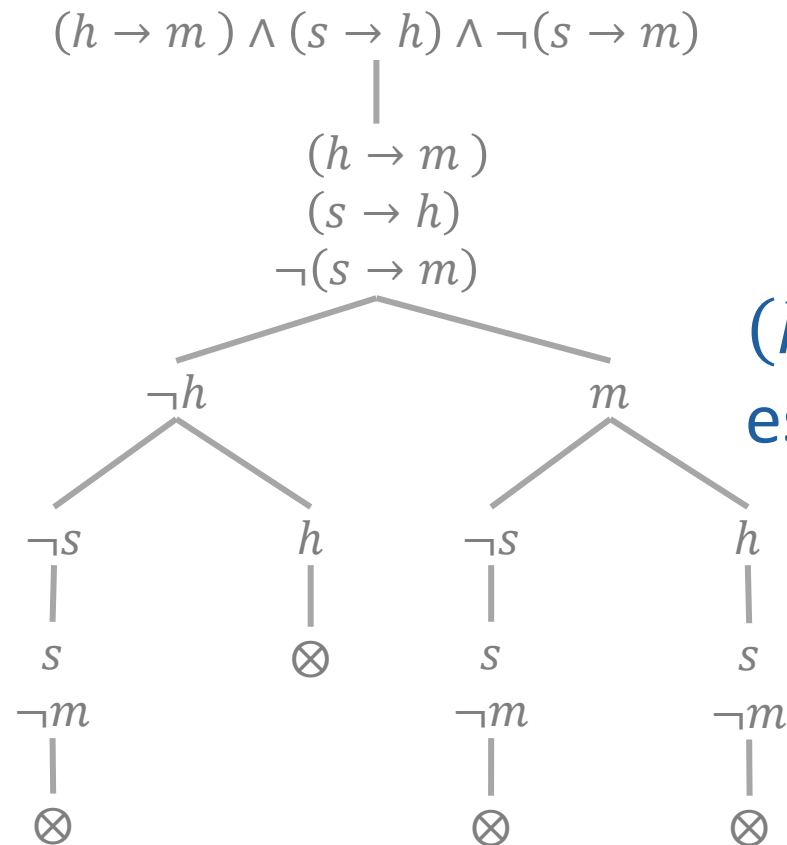 (h → m ) ∧ (s → h) ∧ ¬(s → m)
(h → m )
(s → h)
¬(s → m)
¬h m
¬s h ¬s h
s ⊗ s s
¬m ¬m ¬m
⊗ ⊗ ⊗